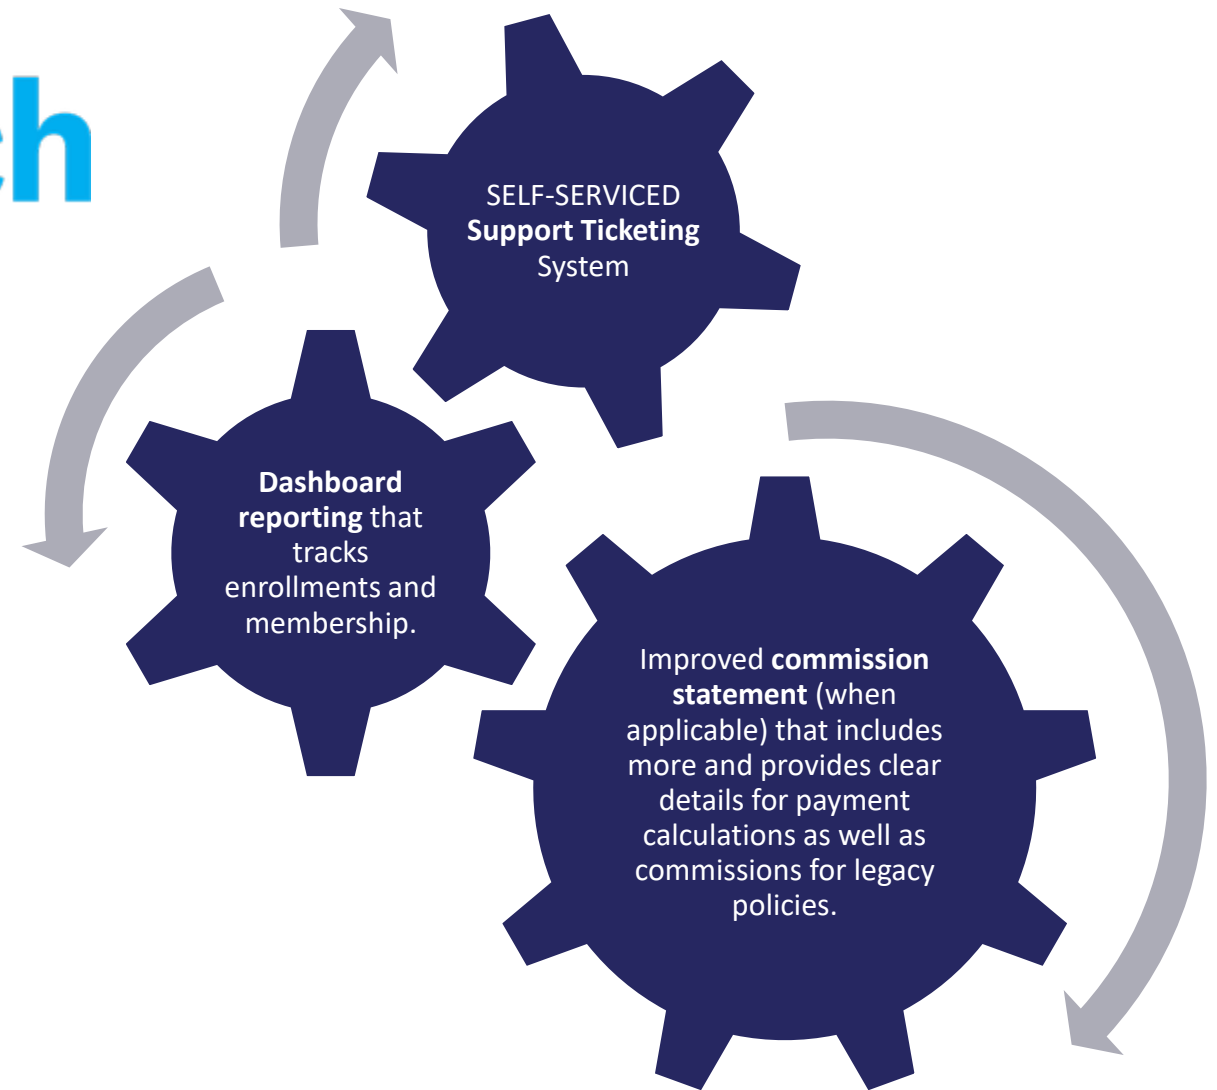 ch
SELF-SERVICED
Support Ticketing
System
Dashboard
reporting that
tracks
enrollments and
membership.
Improved commission
statement (when
applicable) that includes
more and provides clear
details for payment
calculations as well as
commissions for legacy
policies.